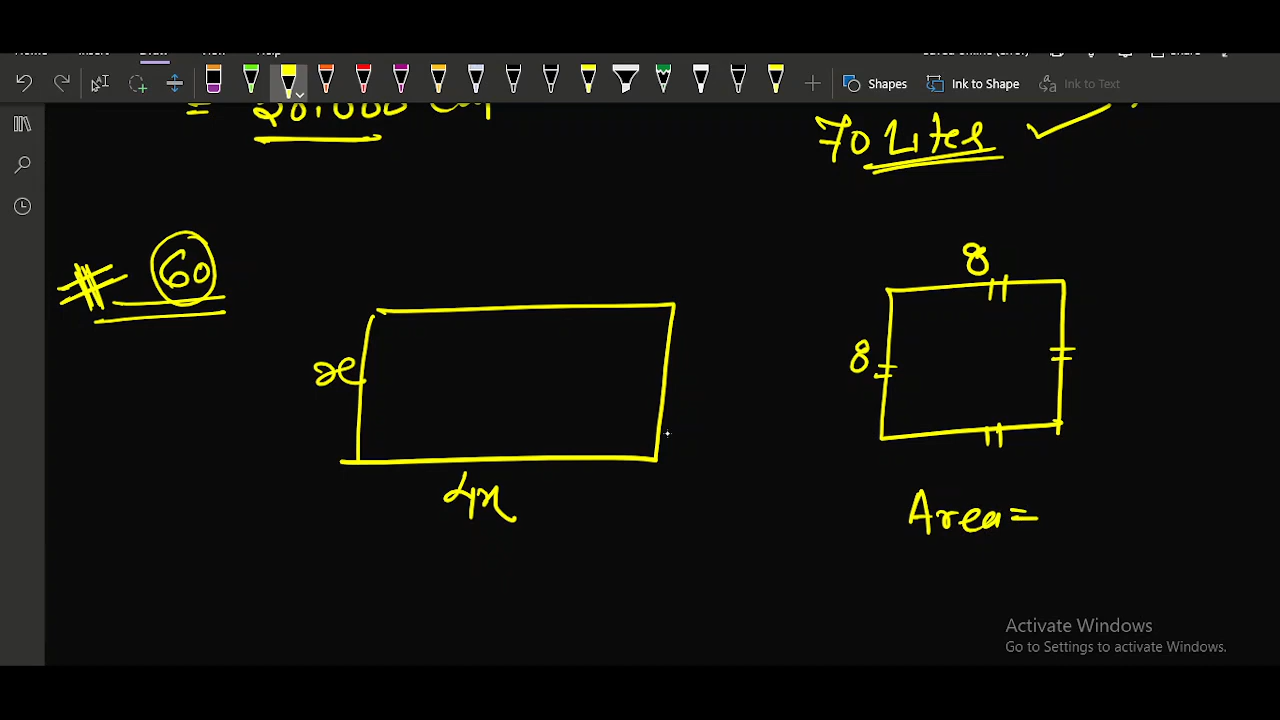 Shapes
Ink to Shape
Ink to Text
70 Liter
# 60
8
x
8
4x
Area=
Activate Windows
Go to Settings to activate Windows.